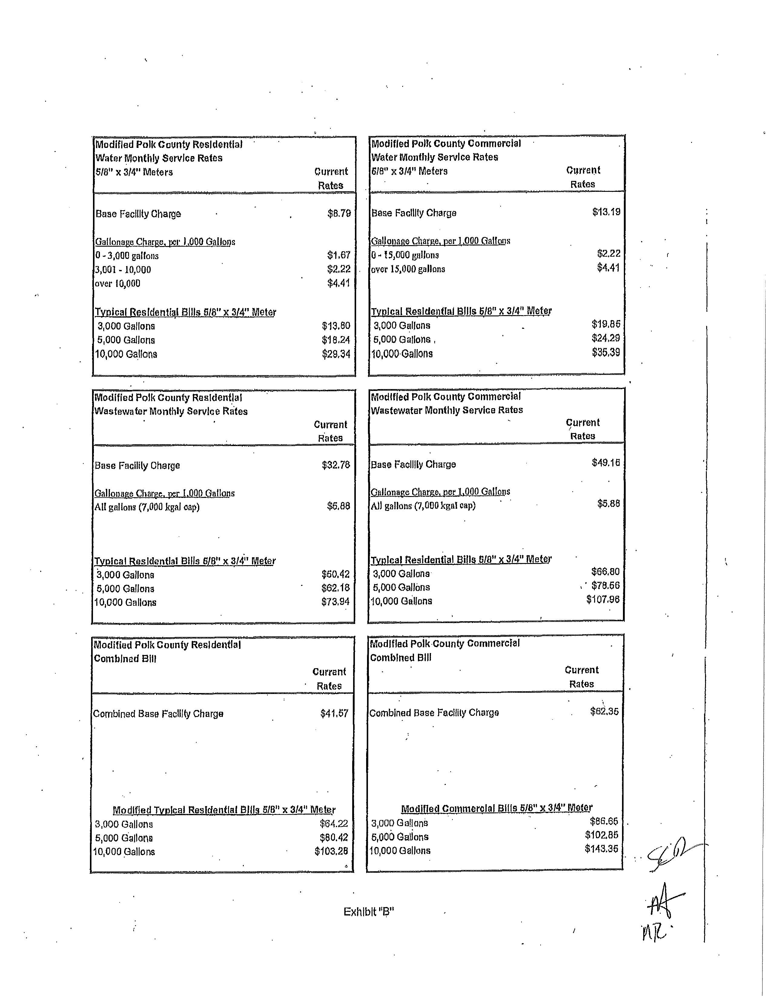 Modified Polk County Residential
Water Monthly Service Rates
5/8" x 3/4" Meters Current
Rates
Base Facility Charge $8.79
Gallonage Charge, per 1,000 Gallons
0 - 3,000 gallons $1.67
3,001 - 10,000 $2.22
over 10,000 $4.41
Typical Residential Bills 5/8" x 3/4" Meter
3,000 Gallons $13.80
5,000 Gallons $18.24
10,000 Gallons $29.34
Modified Polk County Commercial
Water Monthly Service Rates
5/8" x 3/4" Meters Current
Rates
Base Facility Charge $13.19
Gallonage Charge, per 1,000 Gallons
0 - 15,000 gallons $2.22
over 15,000 gallons $4.41
Typical Residential Bills 5/8" x 3/4" Meter
3,000 Gallons $19.85
5,000 Gallons $24.29
10,000 Gallons $35.39
Modified Polk County Residential
Wastewater Monthly Service Rates
Current
Rates
Base Facility Charge $32.78
Gallonage Charge, per 1,000 Gallons
All gallons (7,000 kgal cap) $5.88
Typical Residential Bills 5/8" x 3/4" Meter
3,000 Gallons $50.42
5,000 Gallons $62.18
10,000 Gallons $73.94
Modified Polk County Commercial
Wastewater Monthly Service Rates
Current
Rates
Base Facility Charge $49.16
Gallonage Charge, per 1,000 Gallons
All gallons (7,000 kgal cap) $5.88
Typical Residential Bills 5/8" x 3/4" Meter
3,000 Gallons $66.80
5,000 Gallons $78.56
10,000 Gallons $107.96
Modified Polk County Residential
Combined Bill
Current
Rates
Combined Base Facility Charge $41.57
Modified Typical Residential Bills 5/8" x 3/4" Meter
3,000 Gallons $64.22
5,000 Gallons $80.42
10,000 Gallons $103.28
Modified Polk County Commercial
Combined Bill
Current
Rates
Combined Base Facility Charge $62.35
Modified Commercial Bills 5/8" x 3/4" Meter
3,000 Gallons $86.65
5,000 Gallons $102.85
10,000 Gallons $143.35
Exhibit "B"
NR